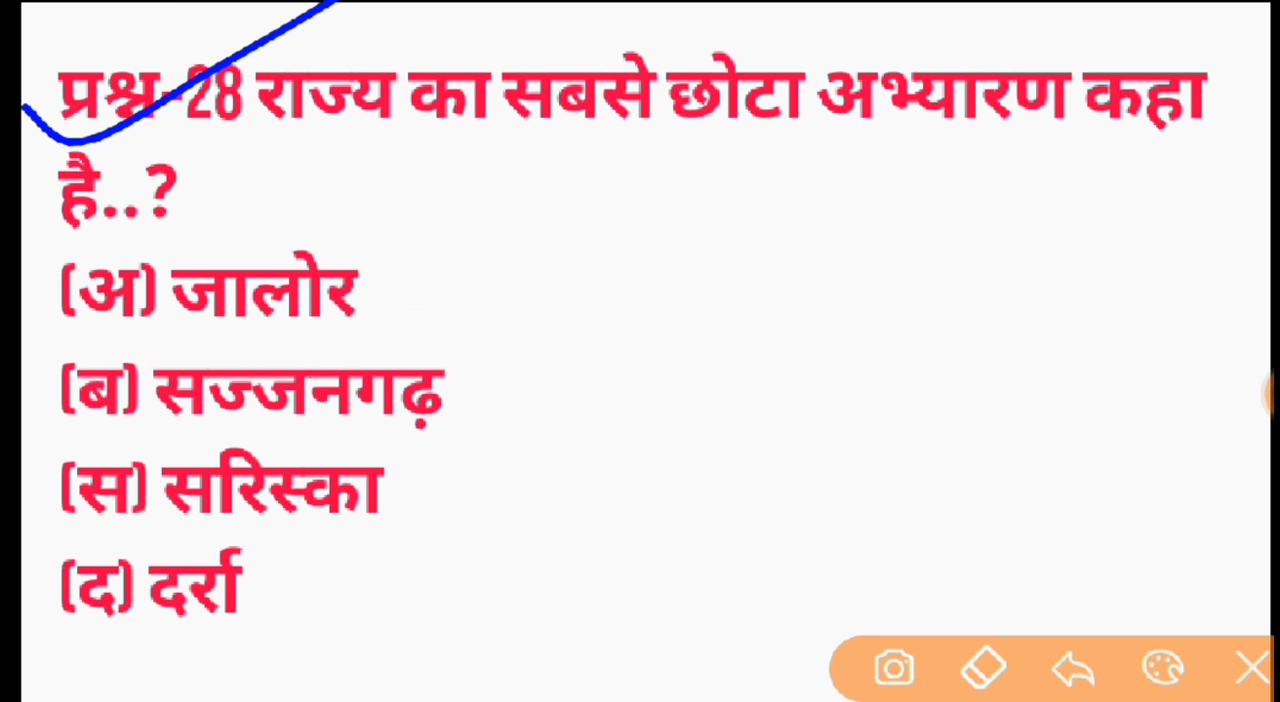 प्रश्न-28 राज्य का सबसे छोटा अभ्यारण कहा
है..?
(अ) जालोर
(ब) सज्जनगढ़
(स) सरिस्का
(द) दर्रा